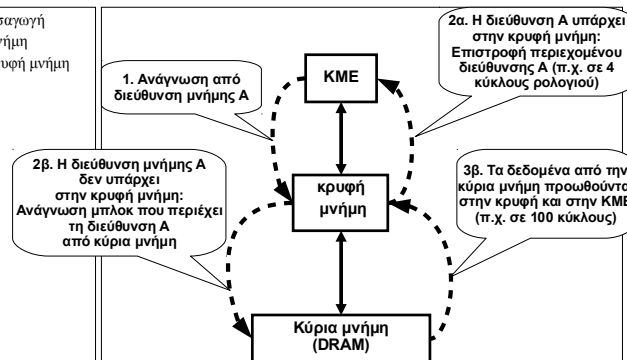 σαγωγή
νήμη
υφή μνήμη
1. Ανάγνωση από
διεύθυνση μνήμης Α
ΚΜΕ
2α. Η διεύθυνση Α υπάρχει
στην κρυφή μνήμη:
Επιστροφή περιεχομένου
διεύθυνσης Α (π.χ. σε 4
κύκλους ρολογιού)
2β. Η διεύθυνση μνήμης Α
δεν υπάρχει
στην κρυφή μνήμη:
Ανάγνωση μπλοκ που περιέχει
τη διεύθυνση Α
από κύρια μνήμη
κρυφή
μνήμη
3β. Τα δεδομένα από την
κύρια μνήμη προωθούντα
στην κρυφή και στην ΚΜΕ
(π.χ. σε 100 κύκλους)
Κύρια μνήμη
(DRAM)